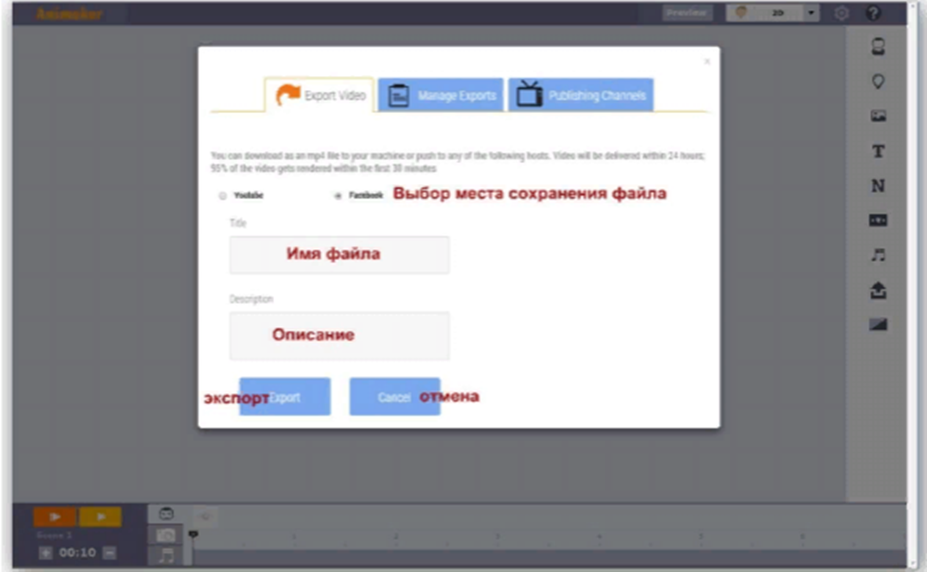 Animaker
Preview
20
?
×
Export Video
Manage Exports
Publishing Channels
You can download as an mp4 file to your machine or push to any of the following hosts. Video will be delivered within 24 hours;
95% of the video gets rendered within the first 30 minutes
Youtube
Facebook Выбор места сохранения файла
Title
Имя файла
Description
Описание
экспорт Export
Cancel отмена
T
N
Scene 1
00:10